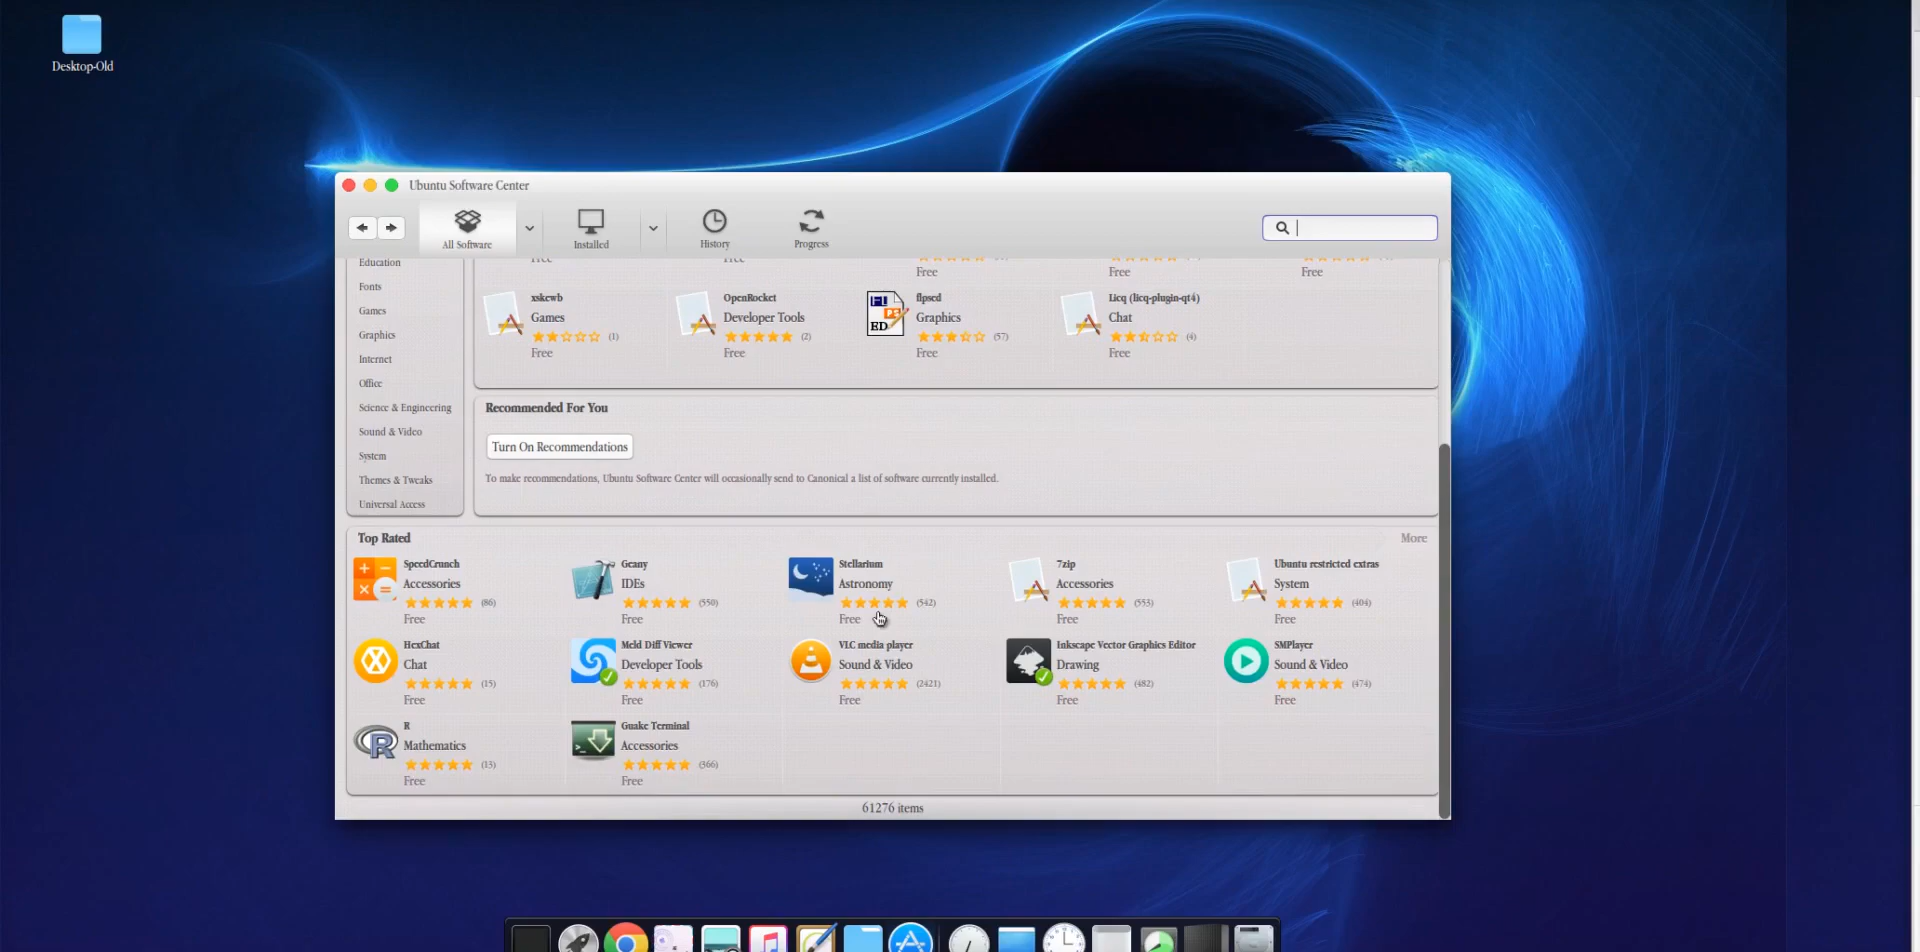 Desktop-Old
Ubuntu Software Center
All Software
Installed
History
Progress
Education
Fonts
Games
Graphics
Internet
Office
Science & Engineering
Sound & Video
System
Themes & Tweaks
Universal Access
Free
Free
Free
Free
Free
xskewb
Games
(1)
Free
OpenRocket
Developer Tools
(2)
Free
FL
ED
flpsed
Graphics
(57)
Free
Licq (licq-plugin-qt4)
Chat
(4)
Free
Recommended For You
Turn On Recommendations
To make recommendations, Ubuntu Software Center will occasionally send to Canonical a list of software currently installed.
Top Rated
More
SpeedCrunch
Accessories
(86)
Free
Geany
IDEs
(550)
Free
Stellarium
Astronomy
(542)
Free
7zip
Accessories
(553)
Free
Ubuntu restricted extras
System
(404)
Free
HexChat
Chat
(15)
Free
Meld Diff Viewer
Developer Tools
(176)
Free
VLC media player
Sound & Video
(2421)
Free
Inkscape Vector Graphics Editor
Drawing
(482)
Free
SMPlayer
Sound & Video
(474)
Free
R
R
Mathematics
(13)
Free
Guake Terminal
Accessories
(366)
Free
61276 items